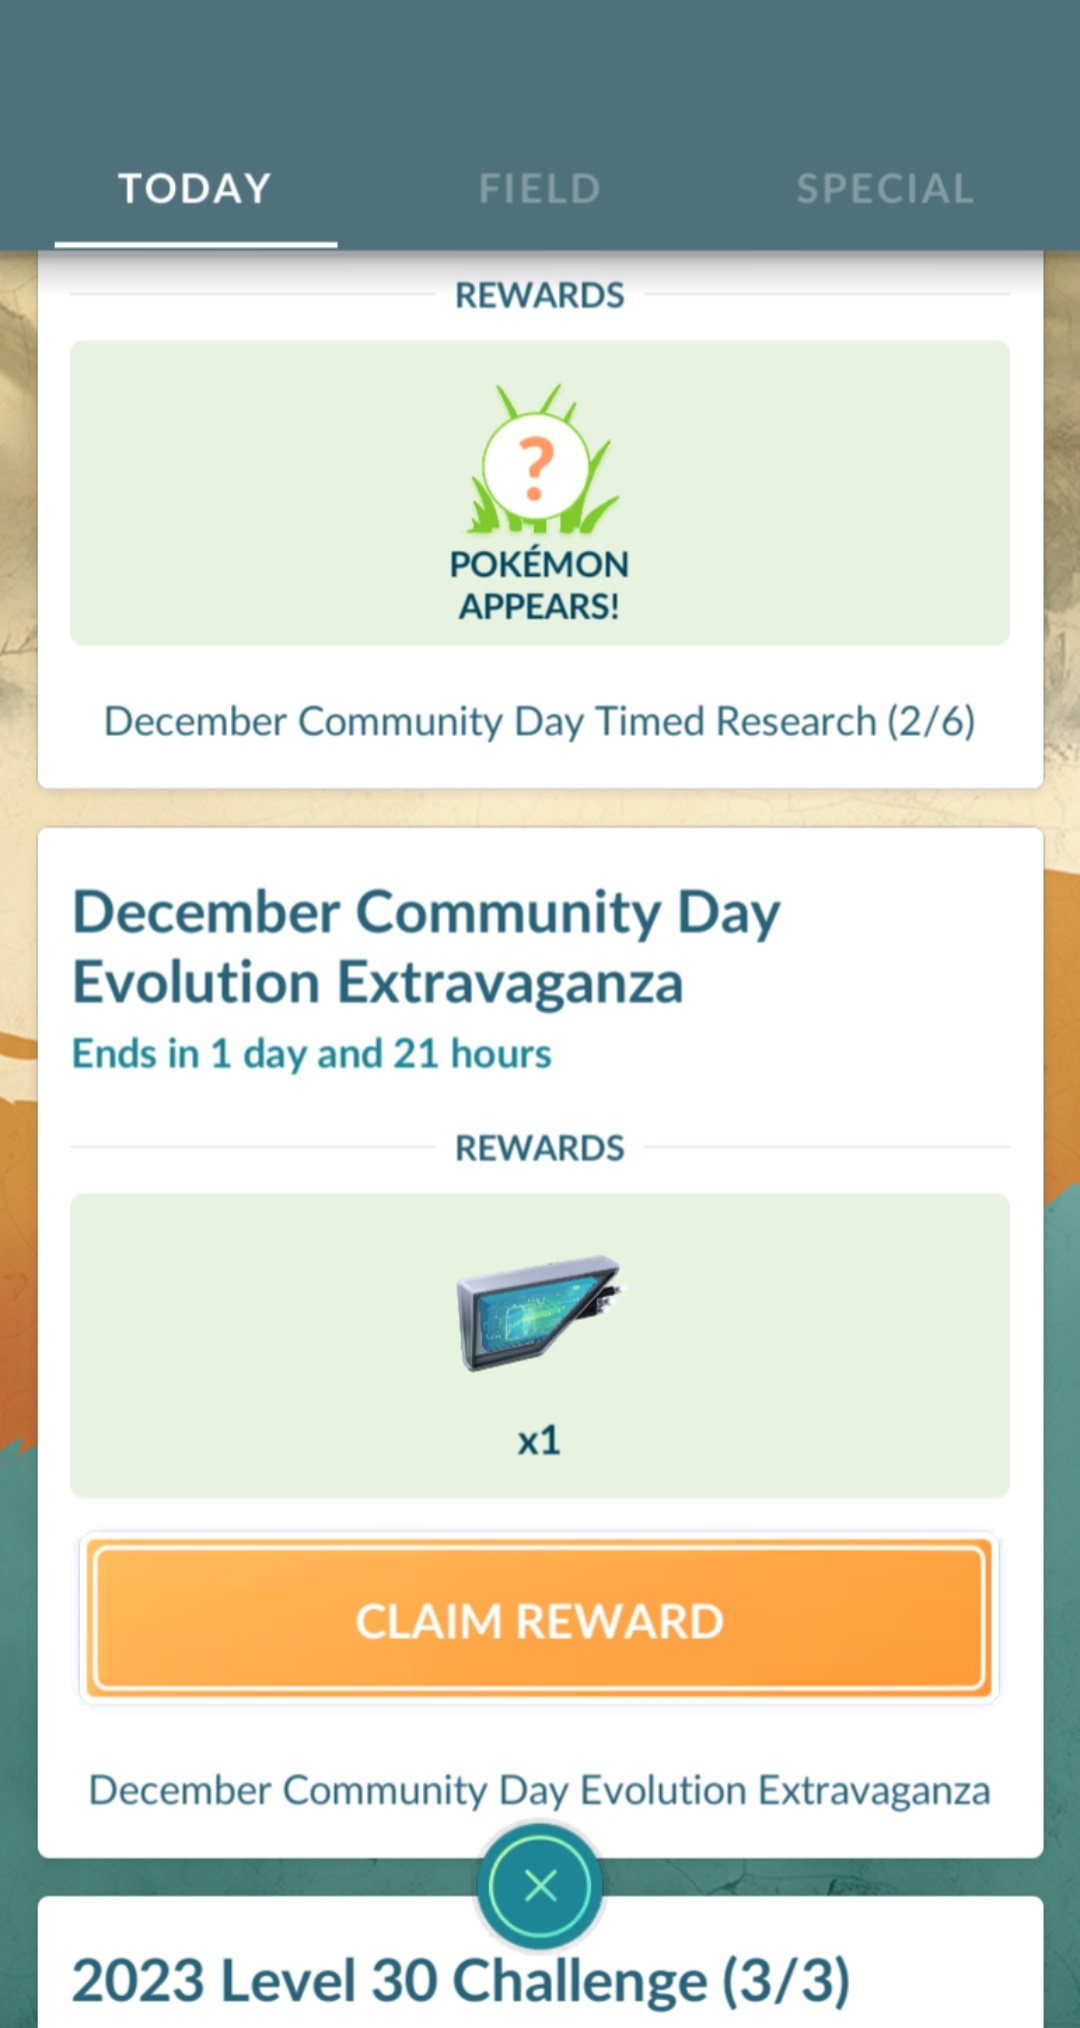 TODAY
FIELD
SPECIAL
REWARDS
?
POKÉMON
APPEARS!
December Community Day Timed Research (2/6)
December Community Day
Evolution Extravaganza
Ends in 1 day and 21 hours
REWARDS
x1
CLAIM REWARD
December Community Day Evolution Extravaganza
2023 Level 30 Challenge (3/3)